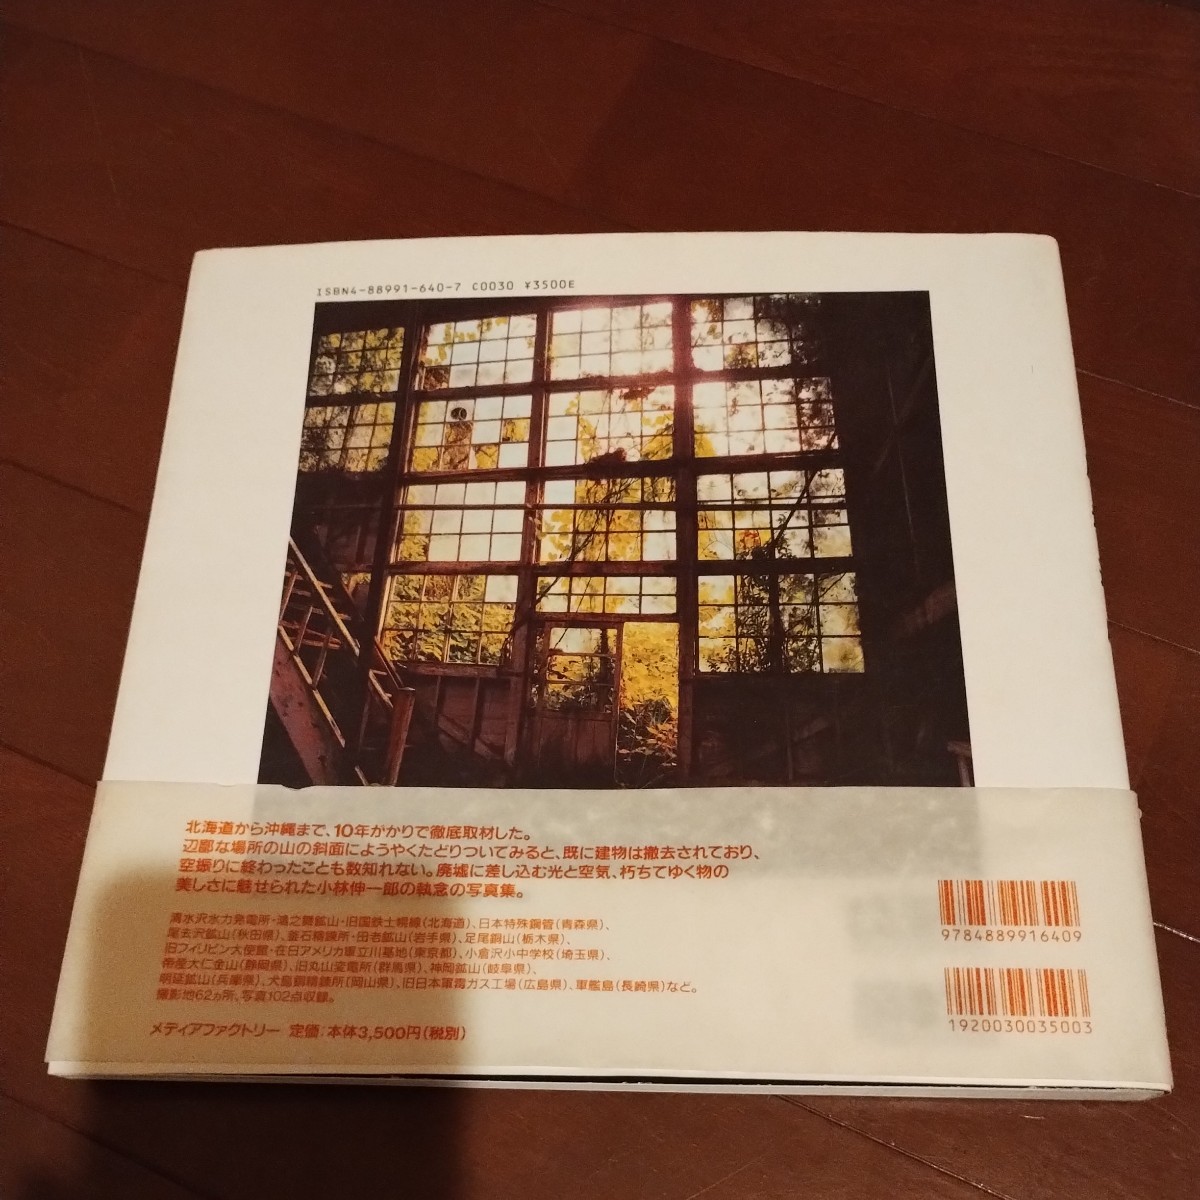 ISBN4-88991-640-7 C0030 ¥3500E
北海道から沖縄まで、10年がかりで徹底取材した。
辺鄙な場所の山の斜面にようやくたどりついてみると、既に建物は撤去されており、
空振りに終わったことも数知れない。廃墟に差し込む光と空気、朽ちてゆく物の
美しさに魅せられた小林伸一郎の執念の写真集。
清水沢水力発電所・鴻之舞鉱山・旧国鉄士幌線(北海道)、日本特殊鋼管(青森県)、
尾去沢鉱山(秋田県)、釜石精錬所・田老鉱山(岩手県)、足尾銅山(栃木県)、
旧フィリピン大使館・在日アメリカ軍立川基地(東京都)、小倉沢小中学校(埼玉県)、
帝産大仁金山(静岡県)、旧丸山変電所(群馬県)、神岡鉱山(岐阜県)、
明延鉱山(兵庫県)、犬島銅精錬所(岡山県)、旧日本軍毒ガス工場(広島県)、軍艦島(長崎県)など。
撮影地62ヵ所、写真102点収録。
メディアファクトリー 定価：本体3,500円(税別)
9784889916409
1920030035003